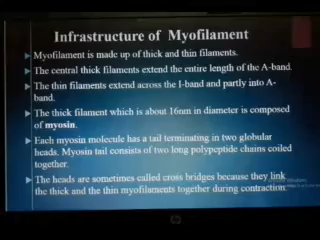 Infrastructure of Myofilament
Myofilament is made up of thick and thin filaments.
The central thick filaments extend the entire length of the A-band.
The thin filaments extend across the I-band and partly into A-
band.
The thick filament which is about 16nm in diameter is composed
of myosin.
Each myosin molecule has a tail terminating in two globular
heads. Myosin tail consists of two long polypeptide chains coiled
together.
The heads are sometimes called cross bridges because they link
the thick and the thin myofilaments together during contraction.